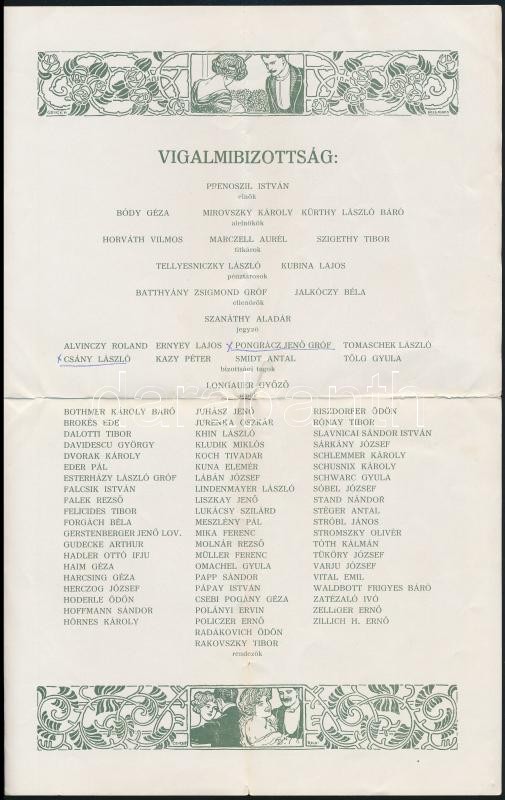 VIGALMIBIZOTTSÁG:
PRENOSZIL ISTVÁN
elnök
BÓDY GÉZA MIROVSZKY KÁROLY KÜRTHY LÁSZLÓ BÁRÓ
alelnökök
HORVÁTH VILMOS MARCZELL AURÉL SZIGETHY TIBOR
titkárok
TELLYESNICZKY LÁSZLÓ KUBINA LAJOS
pénztárosok
BATTHYÁNY ZSIGMOND GRÓF JALKÓCZY BÉLA
ellenőrök
SZANÁTHY ALADÁR
jegyző
ALVINCZY ROLAND ERNYEY LAJOS x PONGRÁCZ JENŐ GRÓF TOMASCHEK LÁSZLÓ
x CSÁNY LÁSZLÓ KAZY PÉTER SMIDT ANTAL TÖLG GYULA
bizottsági tagok
LONGAUER GYŐZŐ
darabanth
BOTHMER KÁROLY BÁRÓ JUHÁSZ JENŐ RISZDORFER ÖDÖN
BROKÉS EDE JURENKA OSZKÁR RÓNAY TIBOR
DALOTTI TIBOR KHIN LÁSZLÓ SLAVNICAI SÁNDOR ISTVÁN
DAVIDESCU GYÖRGY KLUDIK MIKLÓS SÁRKÁNY JÓZSEF
DVORAK KÁROLY KOCH TIVADAR SCHLEMMER KÁROLY
EDER PÁL KUNA ELEMÉR SCHUSNIX KÁROLY
ESTERHÁZY LÁSZLÓ GRÓF LÁBÁN JÓZSEF SCHWARC GYULA
FALCSIK ISTVÁN LINDENMAYER LÁSZLÓ SÓBEL JÓZSEF
FALEK REZSŐ LISZKAY JENŐ STAND NÁNDOR
FELICIDES TIBOR LUKÁCSY SZILÁRD STÉGER ANTAL
FORGÁCH BÉLA MESZLÉNY PÁL STRÓBL JÁNOS
GERSTENBERGER JENŐ LOV. MIKA FERENC STROMSZKY OLIVÉR
GUDECKE ARTHUR MOLNÁR REZSŐ TÓTH KÁLMÁN
HADLER OTTÓ IFJU MÜLLER FERENC TÜKÖRY JÓZSEF
HAIM GÉZA OMACHEL GYULA VARJU JÓZSEF
HARCSING GÉZA PAPP SÁNDOR VITAL EMIL
HERCZOG JÓZSEF PÁPAY ISTVÁN WALDBOTT FRIGYES BÁRÓ
HODERLE ÖDÖN CSEBI POGÁNY GÉZA ZATÉZALÓ IVÓ
HOFFMANN SÁNDOR POLÁNYI ERVIN ZELLIGER ERNŐ
HÖRNES KÁROLY POLICZER ERNŐ ZILLICH H. ERNŐ
RADÁKOVICH ÖDÖN
RAKOVSZKY TIBOR
rendezők